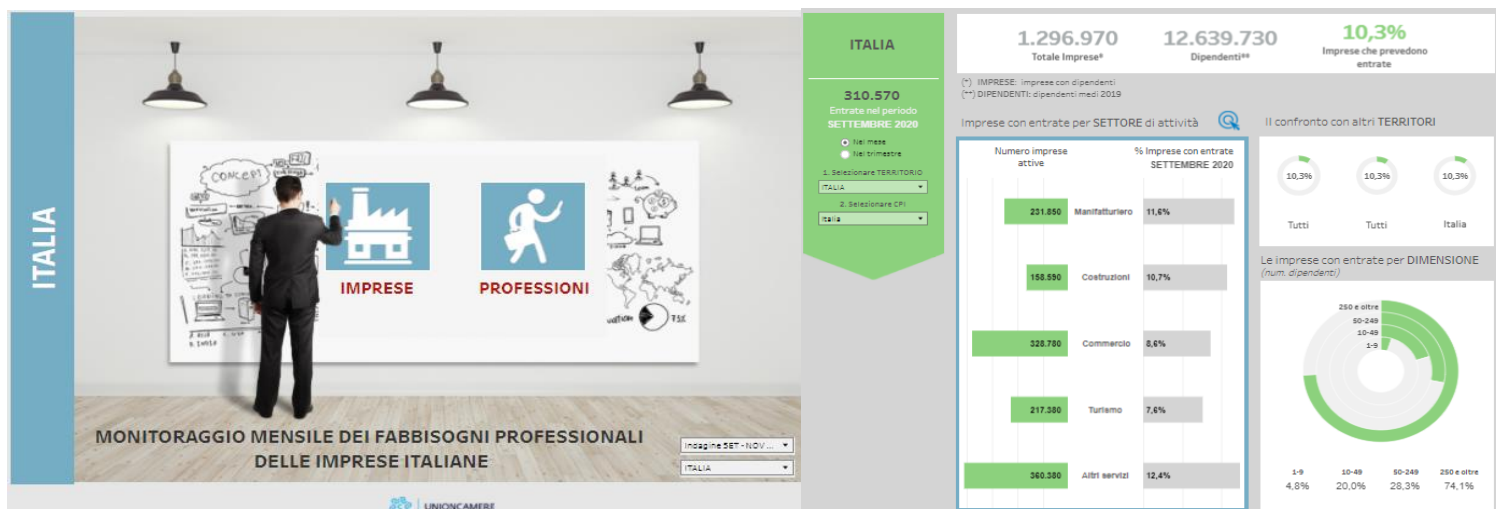 ITALIA
CONCEPT
IMPRESE
PROFESSIONI
team
75%
MONITORAGGIO MENSILE DEI FABBISOGNI PROFESSIONALI
DELLE IMPRESE ITALIANE
Indagine SET - NOV ...
ITALIA
UNIONCAMERE
ITALIA
310.570
Entrate nel periodo
SETTEMBRE 2020
Nel mese
Nel trimestre
1. Selezionare TERRITORIO
ITALIA
2. Selezionare CPI
Italia
1.296.970
Totale Imprese*
12.639.730
Dipendenti**
10,3%
Imprese che prevedono
entrate
(*) IMPRESE: imprese con dipendenti
(**) DIPENDENTI: dipendenti medi 2019
Imprese con entrate per SETTORE di attività
Numero imprese
attive
% Imprese con entrate
SETTEMBRE 2020
231.850 Manifatturiero 11,6%
158.590 Costruzioni 10,7%
328.780 Commercio 8,6%
217.380 Turismo 7,6%
360.380 Altri servizi 12,4%
Il confronto con altri TERRITORI
10,3% 10,3% 10,3%
Tutti Tutti Italia
Le imprese con entrate per DIMENSIONE
(num. dipendenti)
250 e oltre
50-249
10-49
1-9
1-9 10-49 50-249 250 e oltre
4,8% 20,0% 28,3% 74,1%